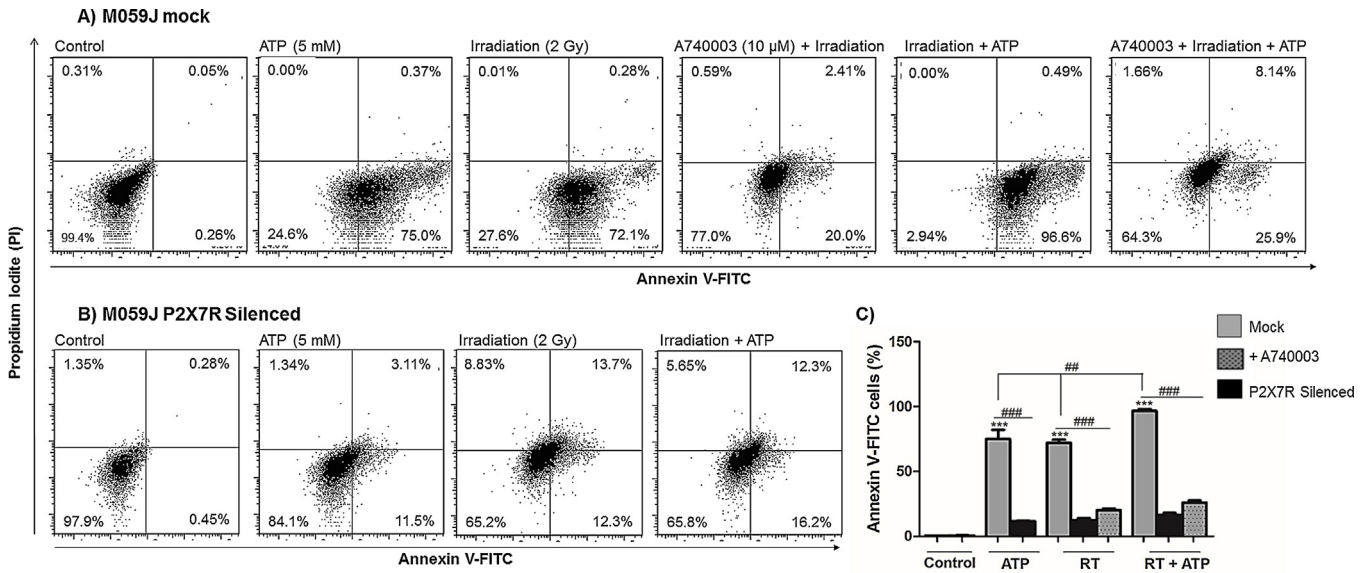 A) M059J mock
Control
ATP (5 mM)
Irradiation (2 Gy)
A740003 (10 µM) + Irradiation
Irradiation + ATP
A740003 + Irradiation + ATP
0.31% 0.05%
0.00% 0.37%
0.01% 0.28%
0.59% 2.41%
0.00% 0.49%
1.66% 8.14%
99.4% 0.26%
24.6% 75.0%
27.6% 72.1%
77.0% 20.0%
2.94% 96.6%
64.3% 25.9%
Annexin V-FITC
Propidium Iodite (PI)
B) M059J P2X7R Silenced
Control
ATP (5 mM)
Irradiation (2 Gy)
Irradiation + ATP
1.35% 0.28%
1.34% 3.11%
8.83% 13.7%
5.65% 12.3%
97.9% 0.45%
84.1% 11.5%
65.2% 12.3%
65.8% 16.2%
Annexin V-FITC
C)
Mock
+ A740003
P2X7R Silenced
Annexin V-FITC cells (%)
150
100
50
0
##
###
###
###
***
***
***
Control
ATP
RT
RT + ATP